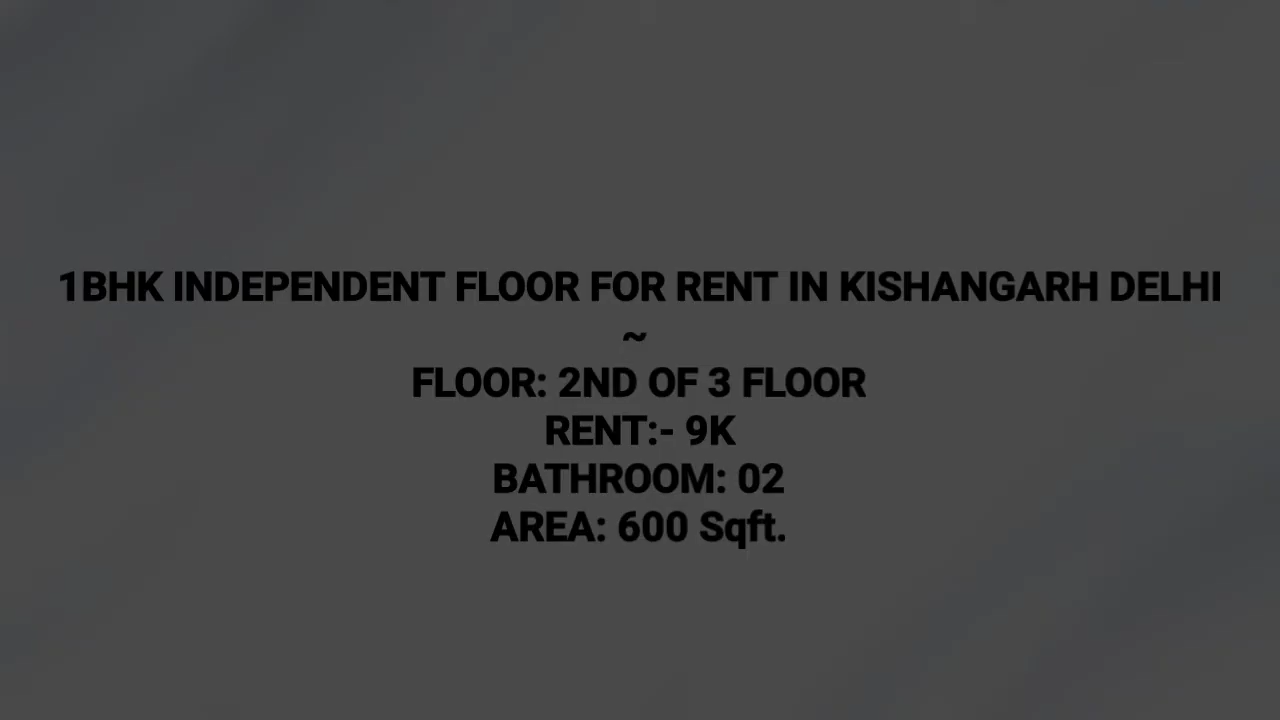 1BHK INDEPENDENT FLOOR FOR RENT IN KISHANGARH DELHI
~
FLOOR: 2ND OF 3 FLOOR
RENT:- 9K
BATHROOM: 02
AREA: 600 Sqft.